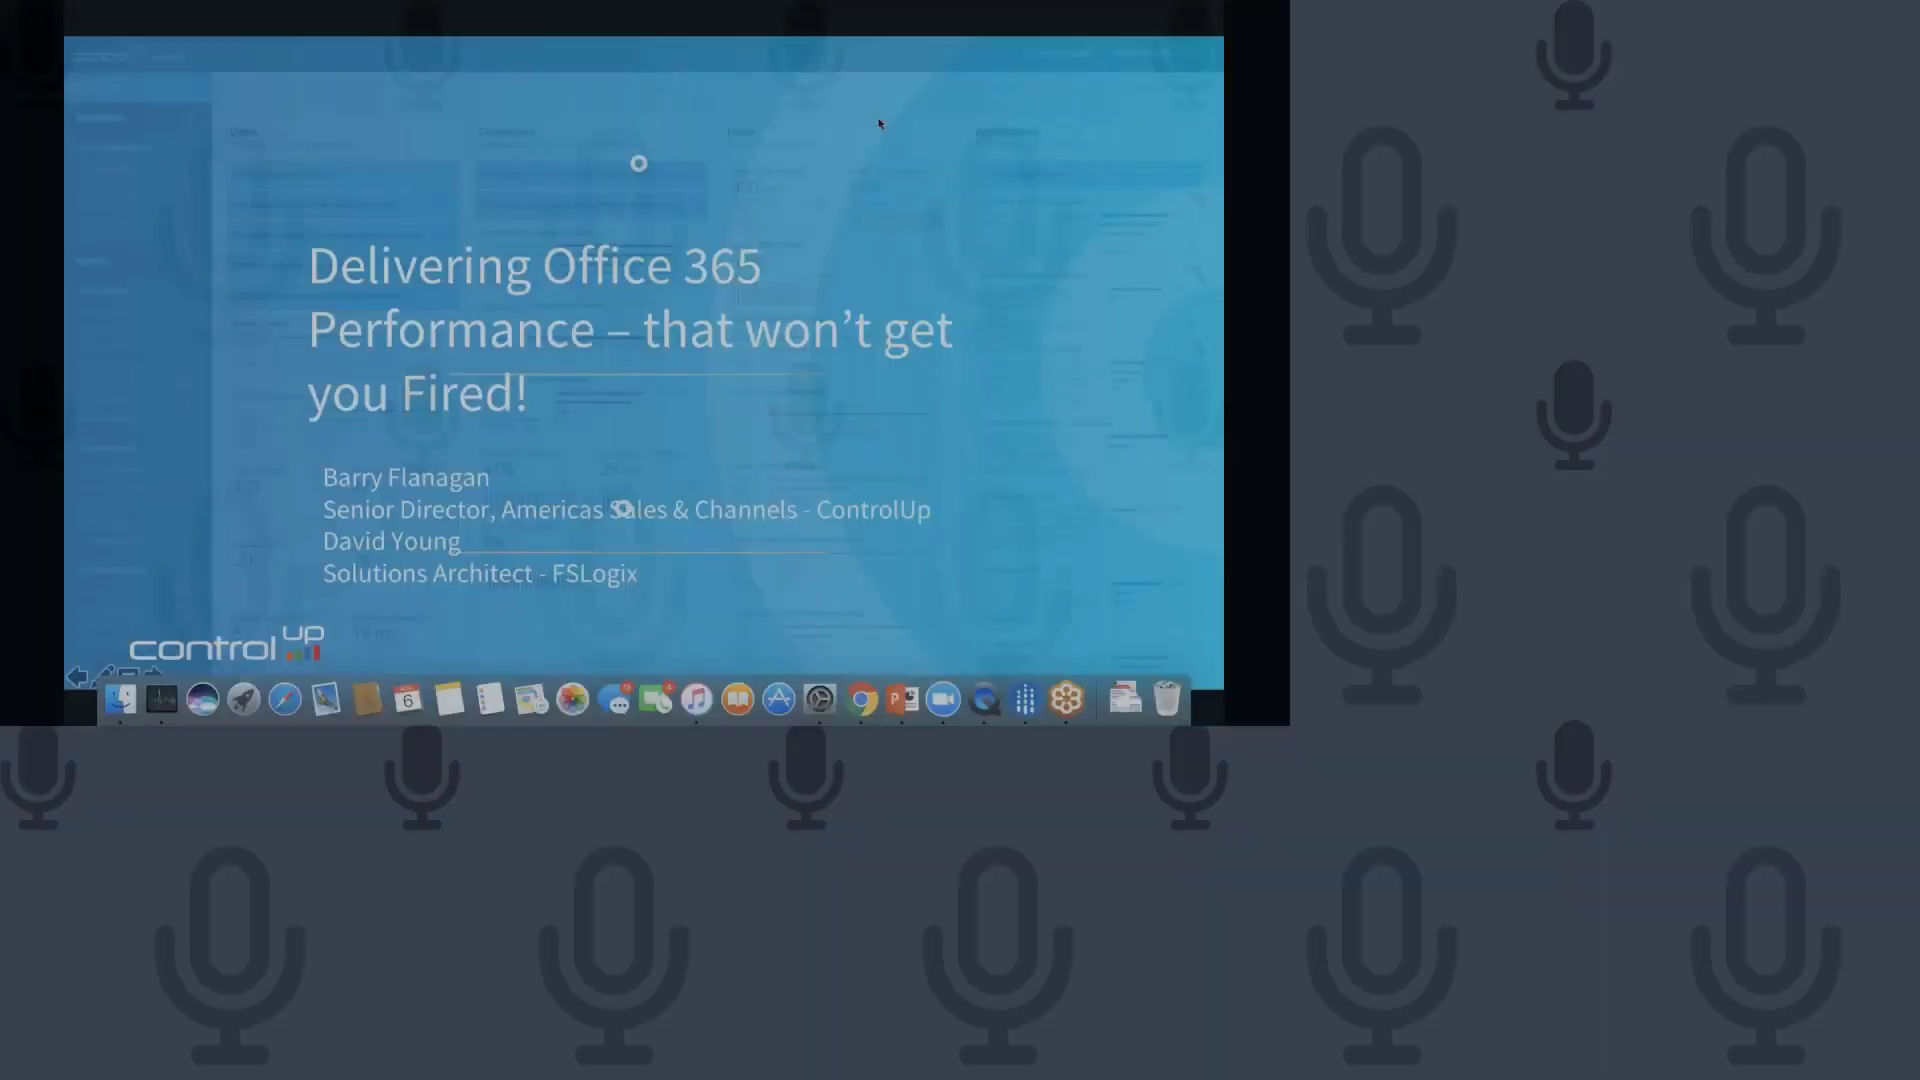 Delivering Office 365
Performance – that won’t get
you Fired!
Barry Flanagan
Senior Director, Americas Sales & Channels - ControlUp
David Young
Solutions Architect - FSLogix
control up
6